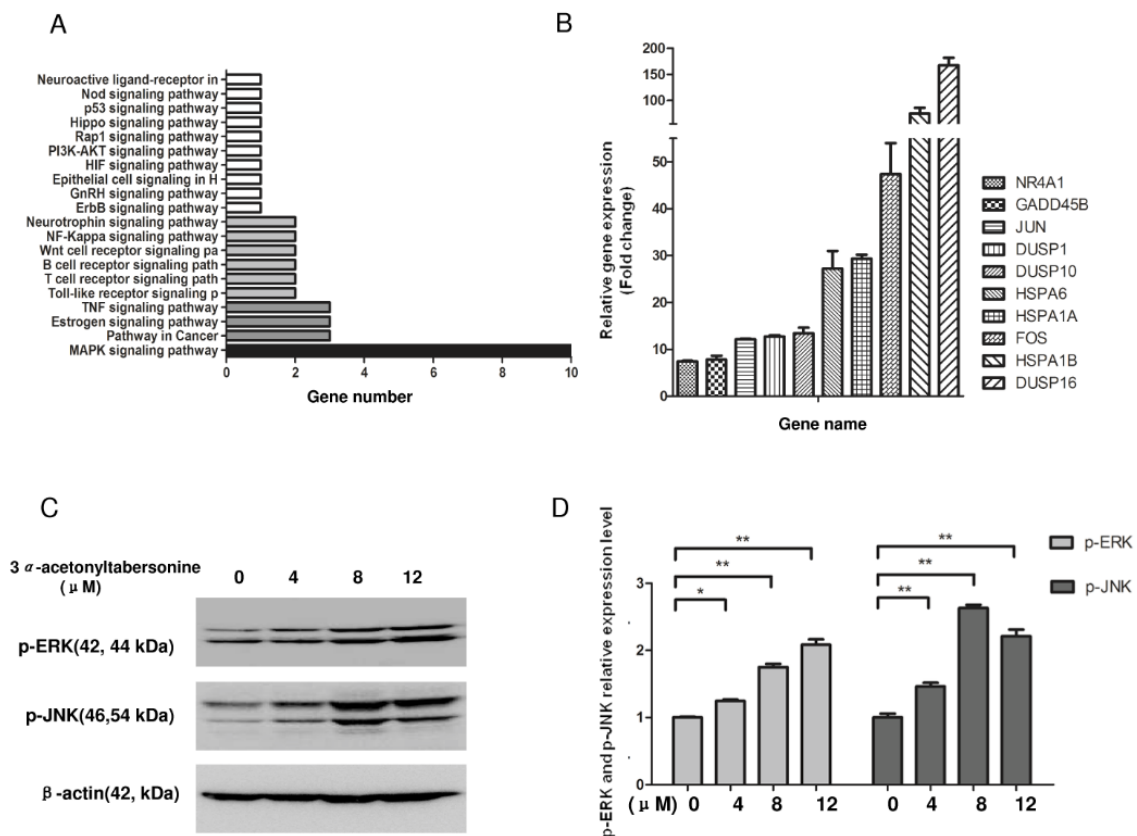 A
Neuroactive ligand-receptor in
Nod signaling pathway
p53 signaling pathway
Hippo signaling pathway
Rap1 signaling pathway
PI3K-AKT signaling pathway
HIF signaling pathway
Epithelial cell signaling in H
GnRH signaling pathway
ErbB signaling pathway
Neurotrophin signaling pathway
NF-Kappa signaling pathway
Wnt cell receptor signaling pa
B cell receptor signaling path
T cell receptor signaling path
Toll-like receptor signaling p
TNF signaling pathway
Estrogen signaling pathway
Pathway in Cancer
MAPK signaling pathway
0 2 4 6 8 10
Gene number
B
Relative gene expression
(Fold change)
200
150
100
50
40
30
20
10
0
Gene name
NR4A1
GADD45B
JUN
DUSP1
DUSP10
HSPA6
HSPA1A
FOS
HSPA1B
DUSP16
C
3α-acetonyltabersonine
(μM)
0 4 8 12
p-ERK(42, 44 kDa)
p-JNK(46,54 kDa)
β-actin(42, kDa)
D
p-ERK and p-JNK relative expression level
3
2
1
0
**
**
*
**
**
**
p-ERK
p-JNK
(μM) 0 4 8 12 0 4 8 12